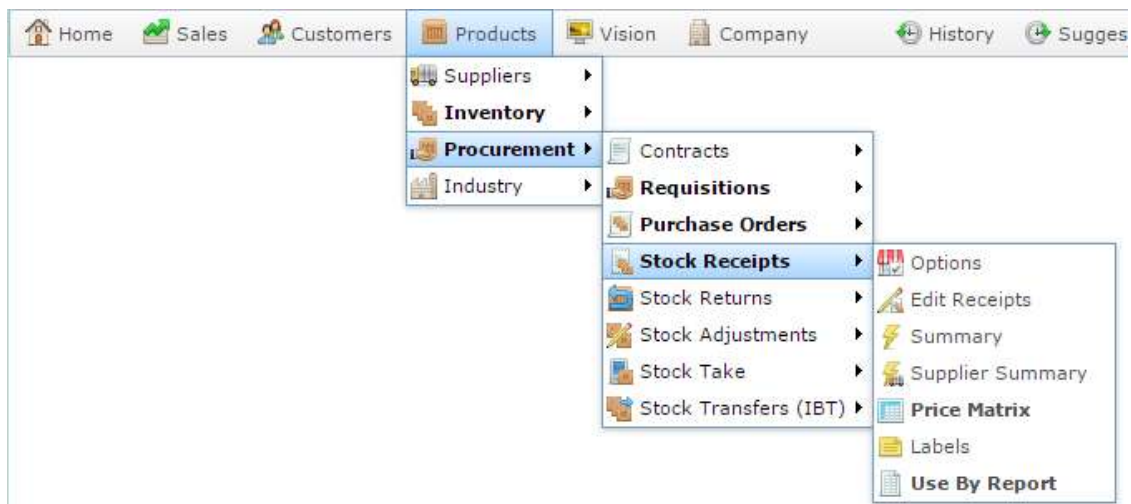 Home Sales Customers Products Vision Company History Sugges
Suppliers
Inventory
Procurement
Industry
Contracts
Requisitions
Purchase Orders
Stock Receipts
Stock Returns
Stock Adjustments
Stock Take
Stock Transfers (IBT)
Options
Edit Receipts
Summary
Supplier Summary
Price Matrix
Labels
Use By Report